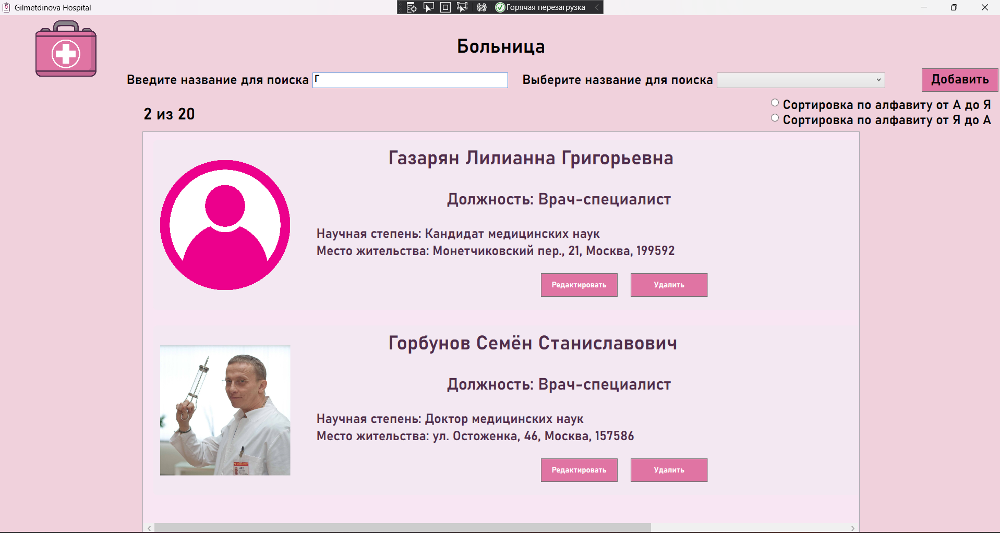 Gilmetdinova Hospital
Горячая перезагрузка
Больница
Введите название для поиска
Г
Выберите название для поиска
Добавить
2 из 20
Сортировка по алфавиту от А до Я
Сортировка по алфавиту от Я до А
Газарян Лилианна Григорьевна
Должность: Врач-специалист
Научная степень: Кандидат медицинских наук
Место жительства: Монетчиковский пер., 21, Москва, 199592
Редактировать
Удалить
Горбунов Семён Станиславович
Должность: Врач-специалист
Научная степень: Доктор медицинских наук
Место жительства: ул. Остоженка, 46, Москва, 157586
Редактировать
Удалить